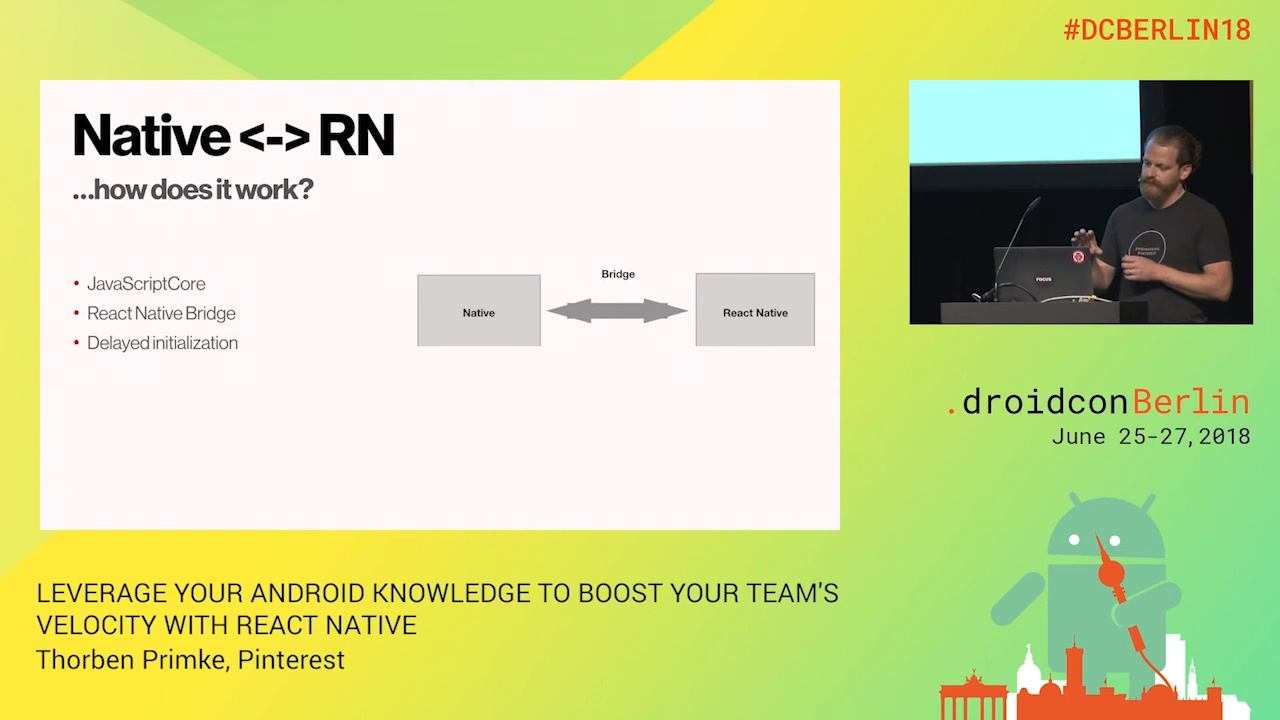 #DCBERLIN18
Native <-> RN
...how does it work?
• JavaScriptCore
• React Native Bridge
• Delayed initialization
Native
Bridge
React Native
FOCUS
.droidconBerlin
June 25-27, 2018
LEVERAGE YOUR ANDROID KNOWLEDGE TO BOOST YOUR TEAM'S
VELOCITY WITH REACT NATIVE
Thorben Primke, Pinterest